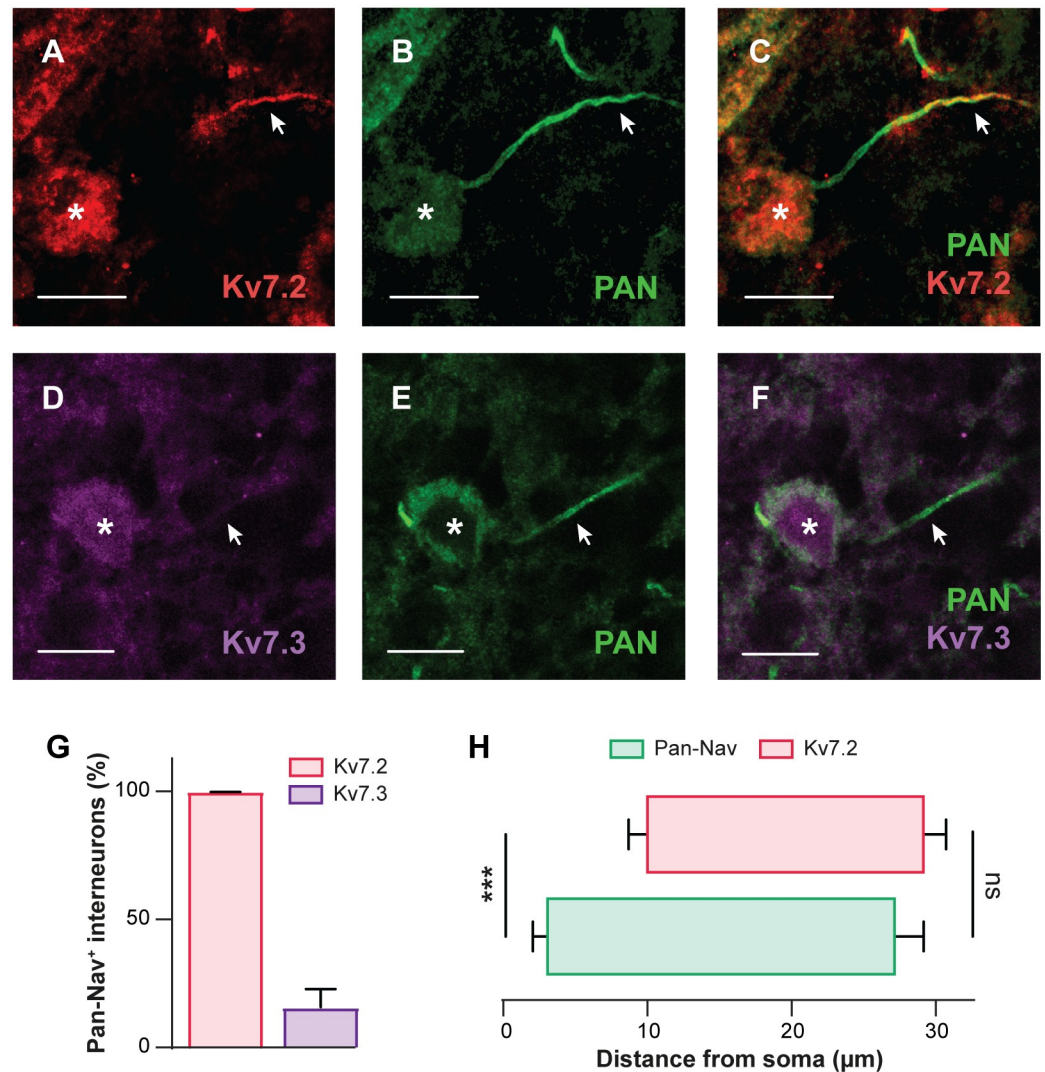 A
*
Kv7.2
B
*
PAN
C
*
PAN
Kv7.2
D
*
Kv7.3
E
*
PAN
F
*
PAN
Kv7.3
G
Pan-Nav⁺ interneurons (%)
100
50
0
Kv7.2
Kv7.3
H
Pan-Nav
Kv7.2
***
ns
0 10 20 30
Distance from soma (µm)